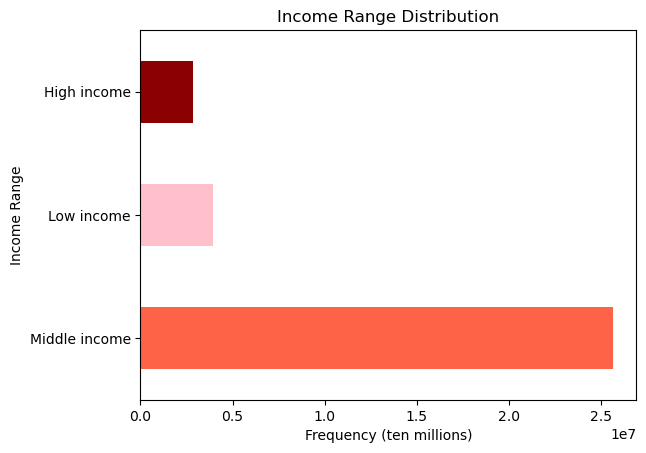 Income Range Distribution
Income Range
High income
Low income
Middle income
0.0 0.5 1.0 1.5 2.0 2.5
1e7
Frequency (ten millions)